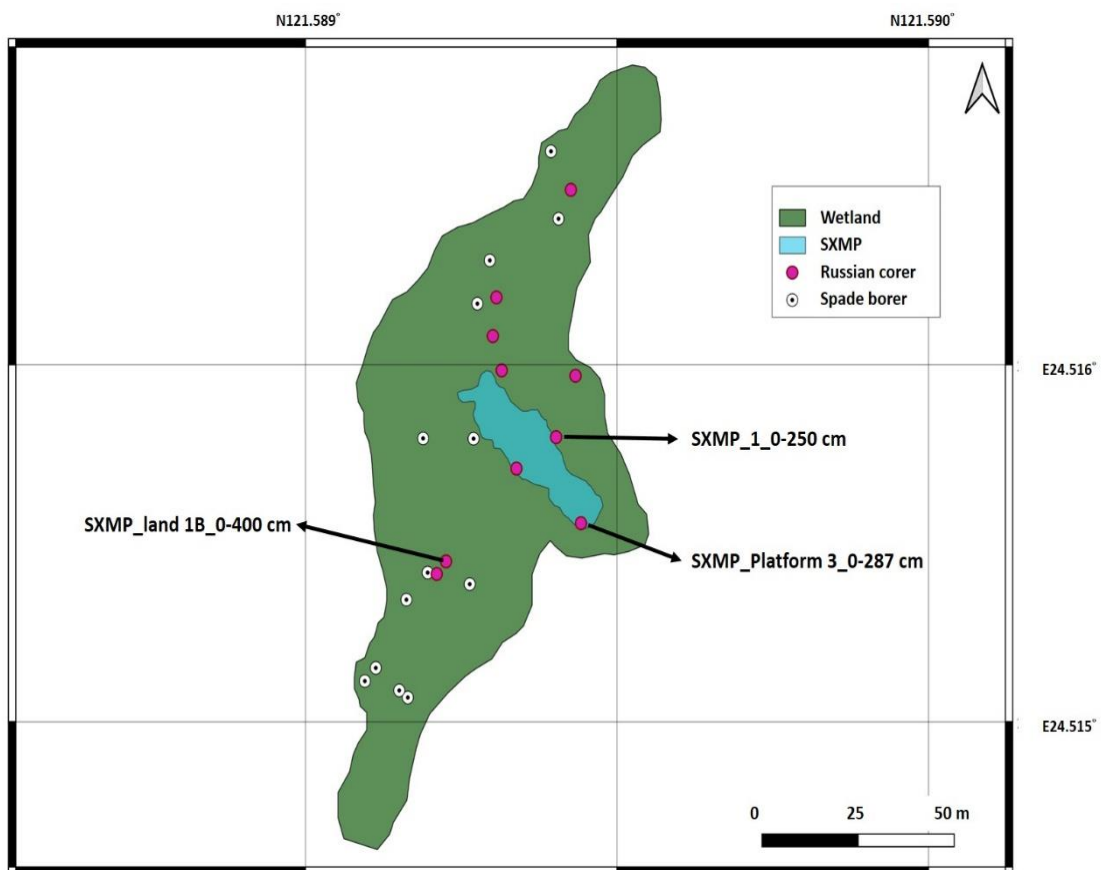 N121.589° N121.590°
Wetland
SXMP
Russian corer
Spade borer
E24.516°
SXMP_1_0-250 cm
SXMP_land 1B_0-400 cm
SXMP_Platform 3_0-287 cm
E24.515°
0 25 50 m